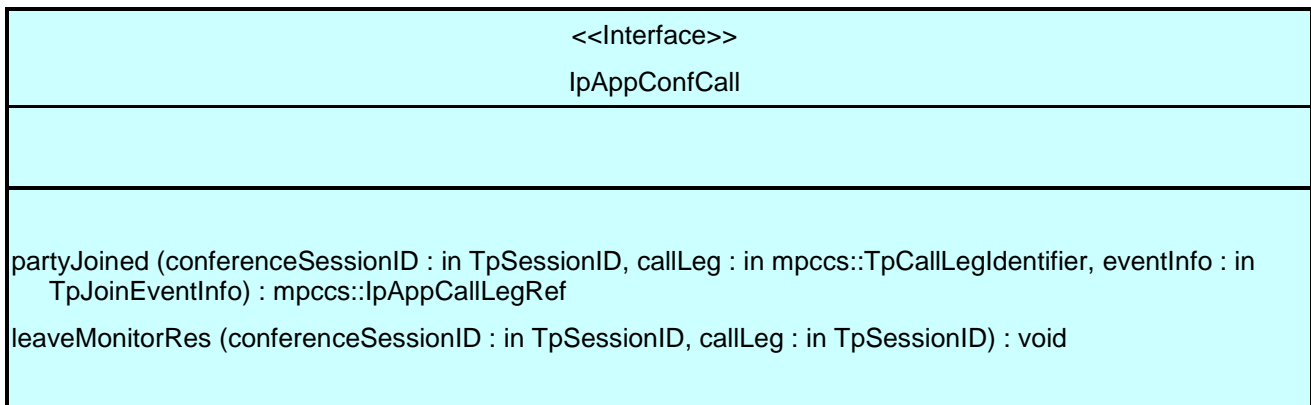 <<Interface>>
IpAppConfCall
partyJoined (conferenceSessionID : in TpSessionID, callLeg : in mpccs::TpCallLegIdentifier, eventInfo : in
TpJoinEventInfo) : mpccs::IpAppCallLegRef
leaveMonitorRes (conferenceSessionID : in TpSessionID, callLeg : in TpSessionID) : void